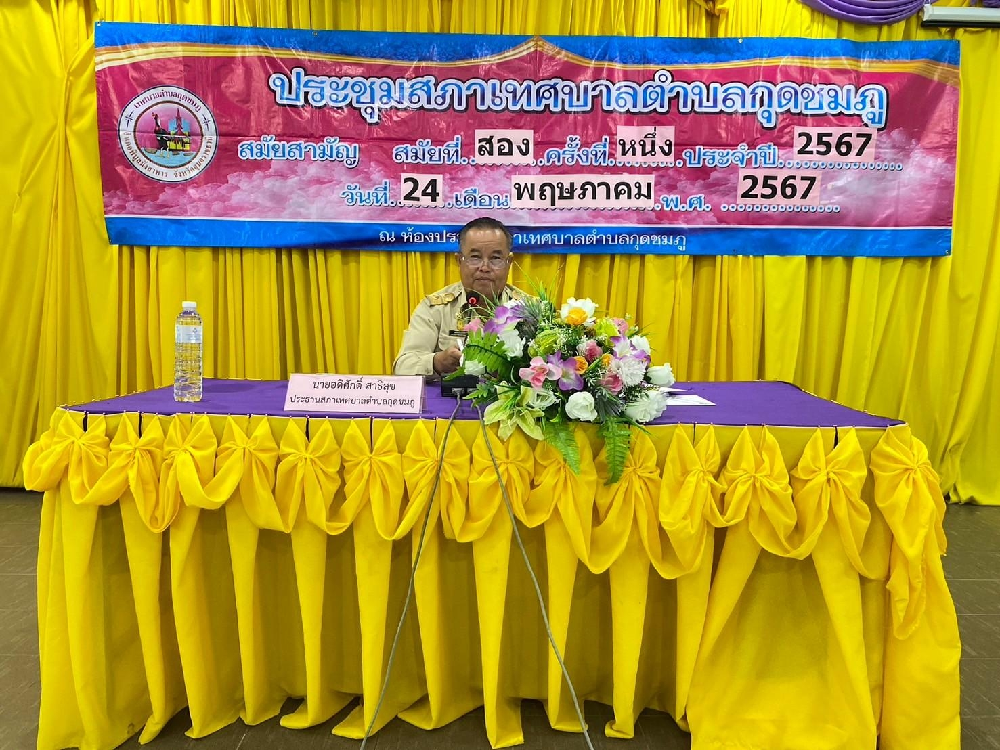 ประชุมสภาเทศบาลตำบลกุดชมภู
สมัยสามัญ สมัยที่..สอง..ครั้งที่..หนึ่ง..ประจำปี....2567....
วันที่..24..เดือน..พฤษภาคม..พ.ศ. ....2567....
ณ ห้องประ าเทศบาลตำบลกุดชมภู
เทศบาลตำบลกุดชมภู
อำเภอพิบูลมังสาหาร จังหวัดอุบลราชธานี
นายอดิศักดิ์ สาธิสุข
ประธานสภาเทศบาลตำบลกุดชมภู